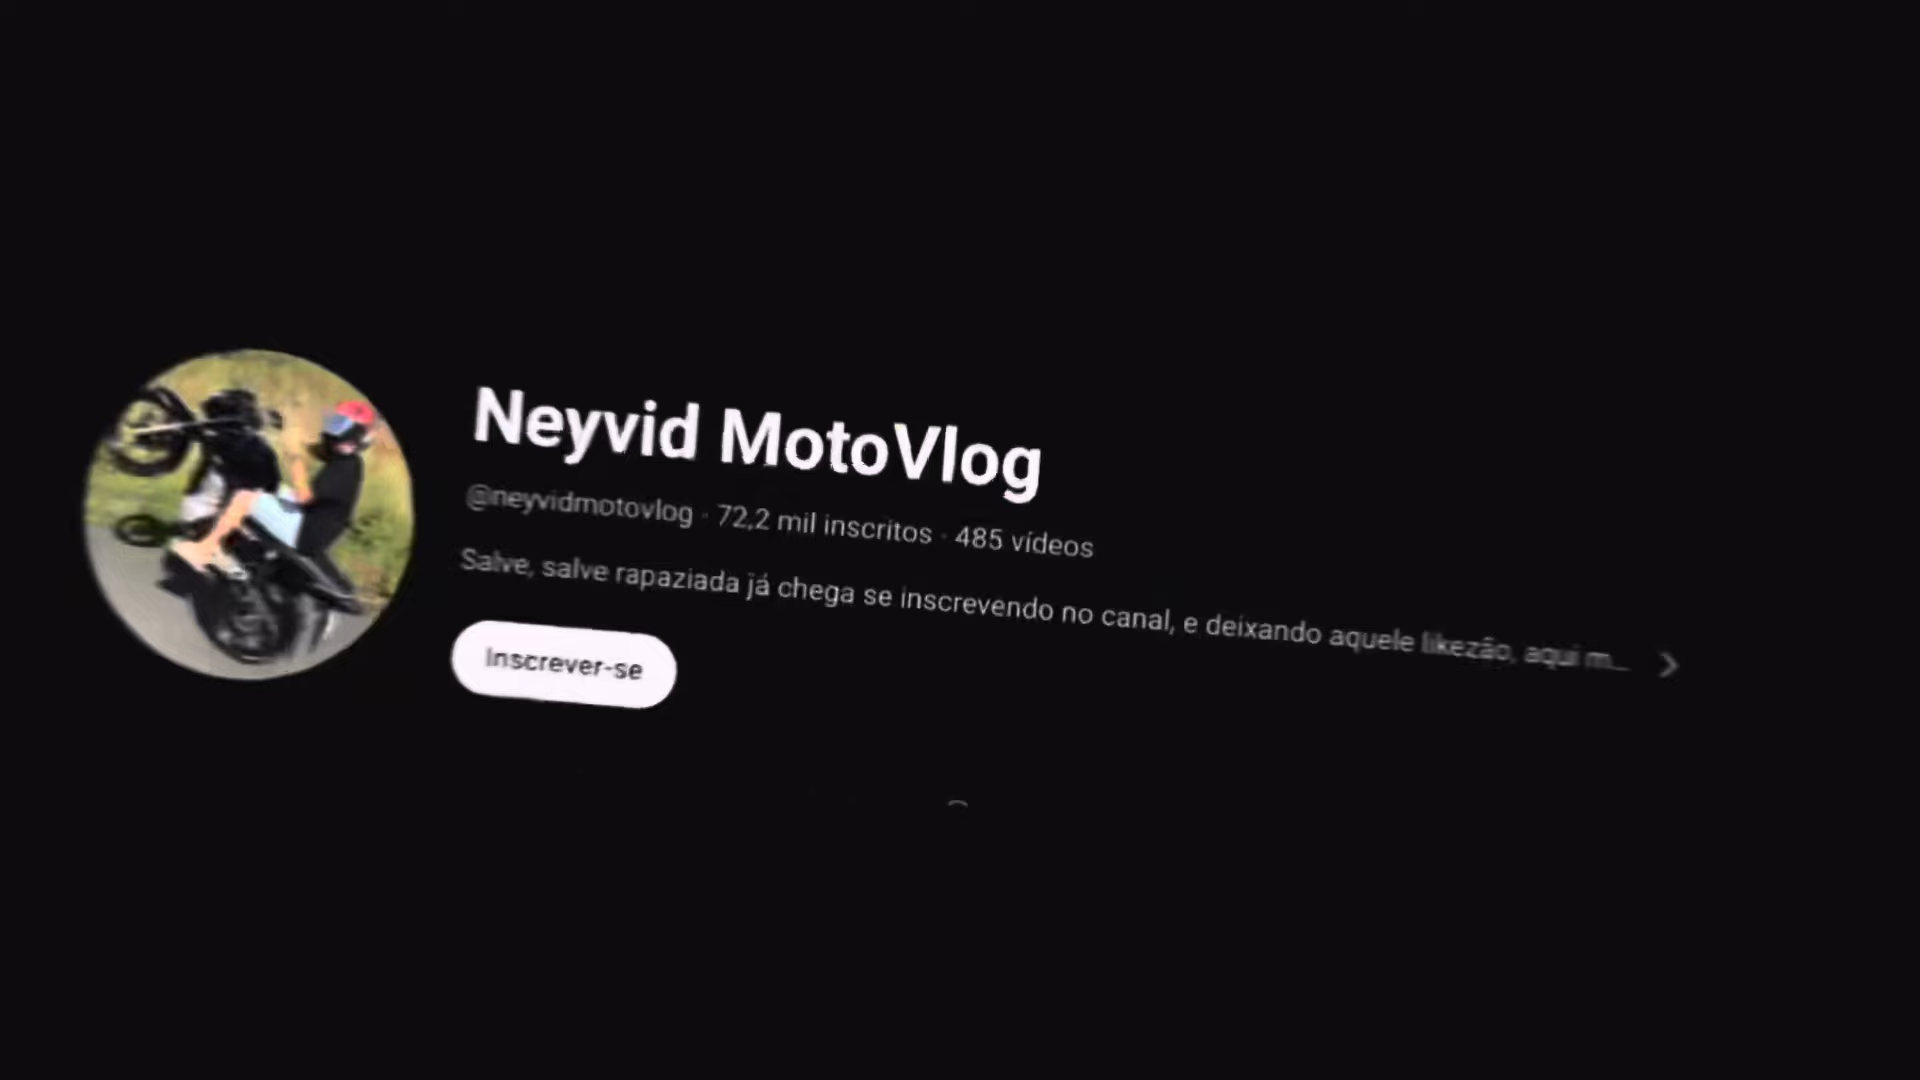 Neyvid MotoVlog
@neyvidmotovlog · 72,2 mil inscritos · 485 vídeos
Salve, salve rapaziada já chega se inscrevendo no canal, e deixando aquele likezão, aqui m...
Inscrever-se